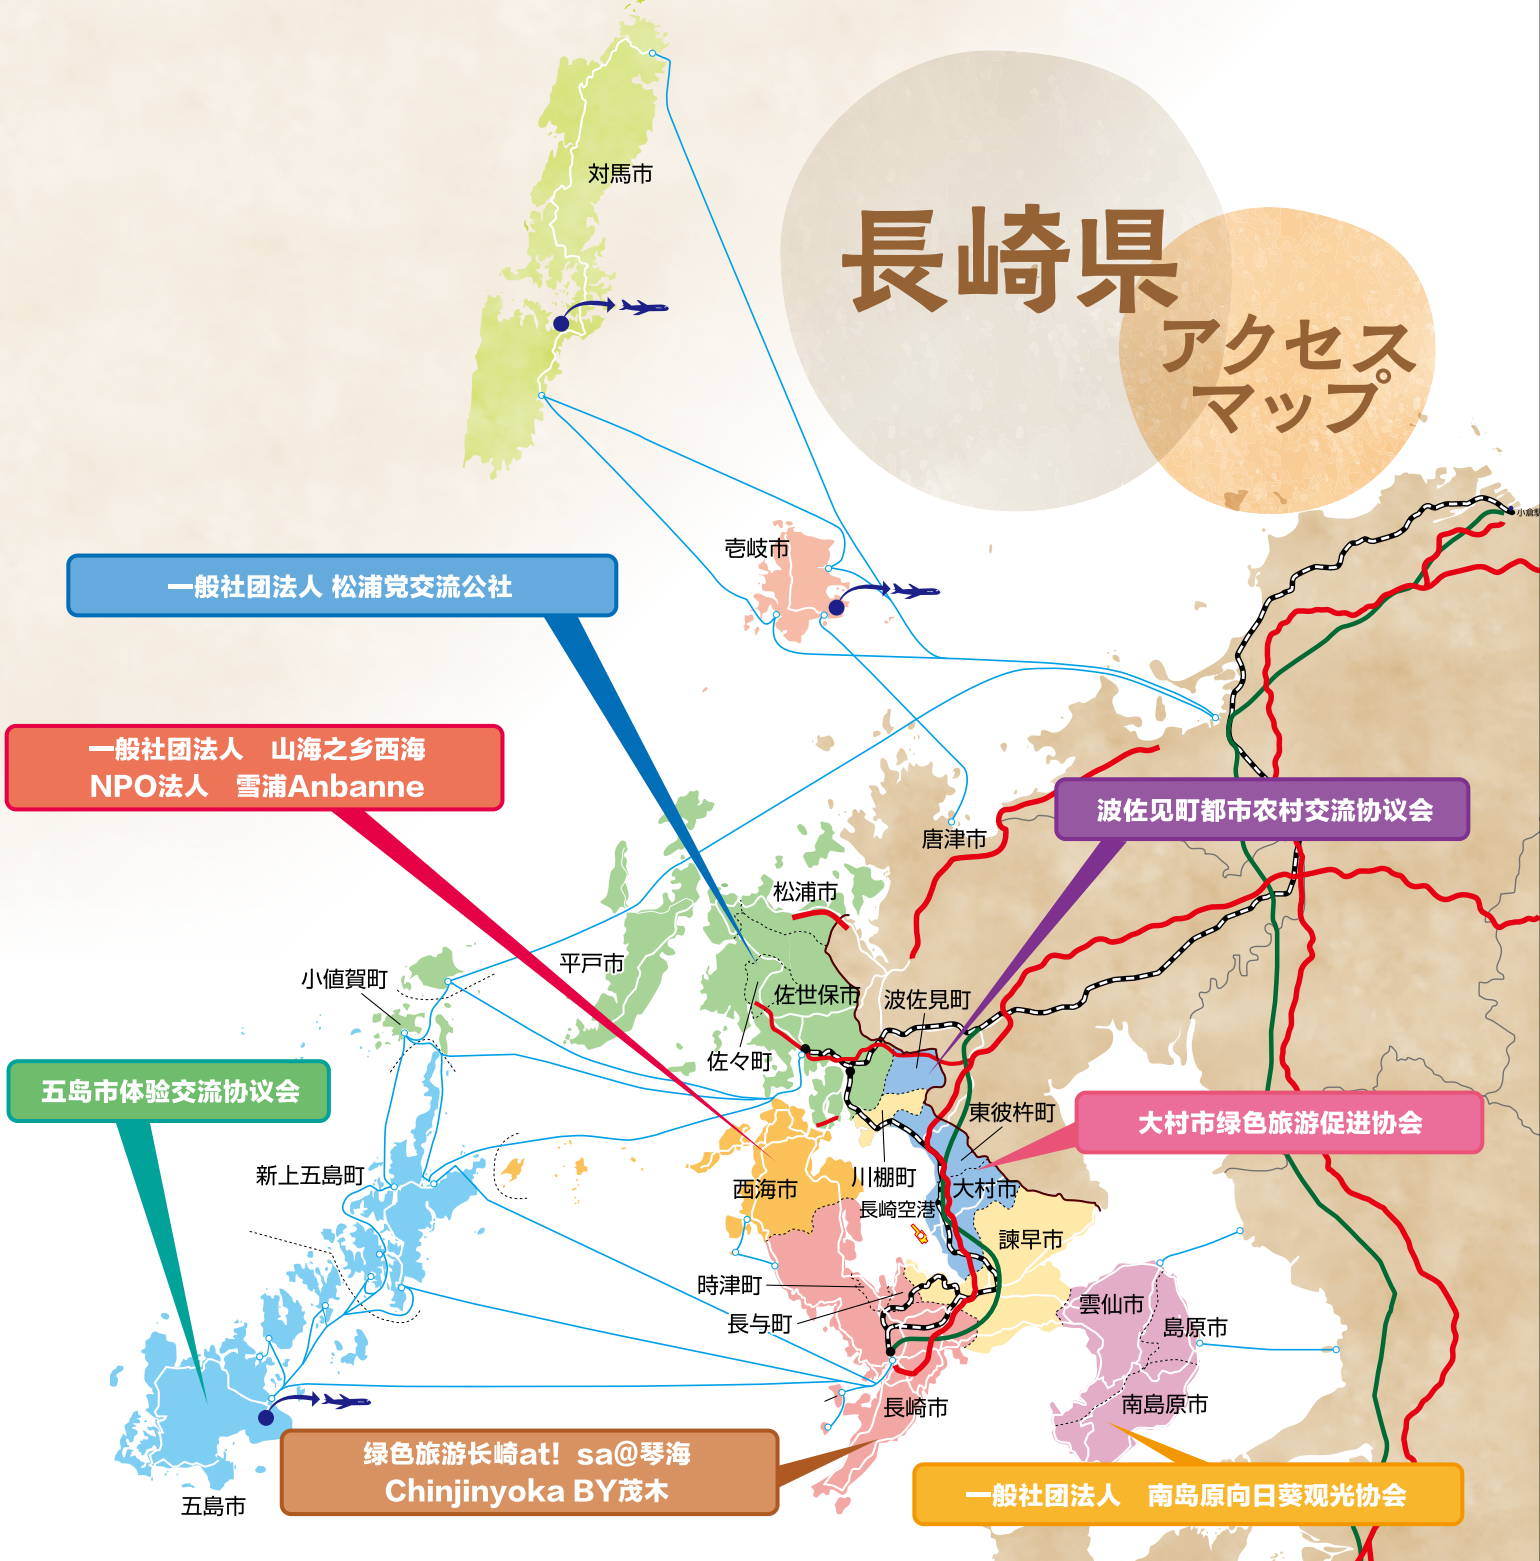 対馬市
長崎県
アクセス
マップ
小倉駅
壱岐市
一般社团法人 松浦党交流公社
一般社团法人　山海之乡西海
NPO法人　雪浦Anbanne
波佐见町都市农村交流协议会
唐津市
松浦市
平戸市
小値賀町
佐世保市
波佐見町
佐々町
五岛市体验交流协议会
東彼杵町
大村市绿色旅游促进协会
新上五島町
西海市
川棚町
大村市
長崎空港
諫早市
時津町
長与町
雲仙市
島原市
南島原市
長崎市
绿色旅游长崎at！sa@琴海
Chinjinyoka BY茂木
一般社团法人　南岛原向日葵观光协会
五島市